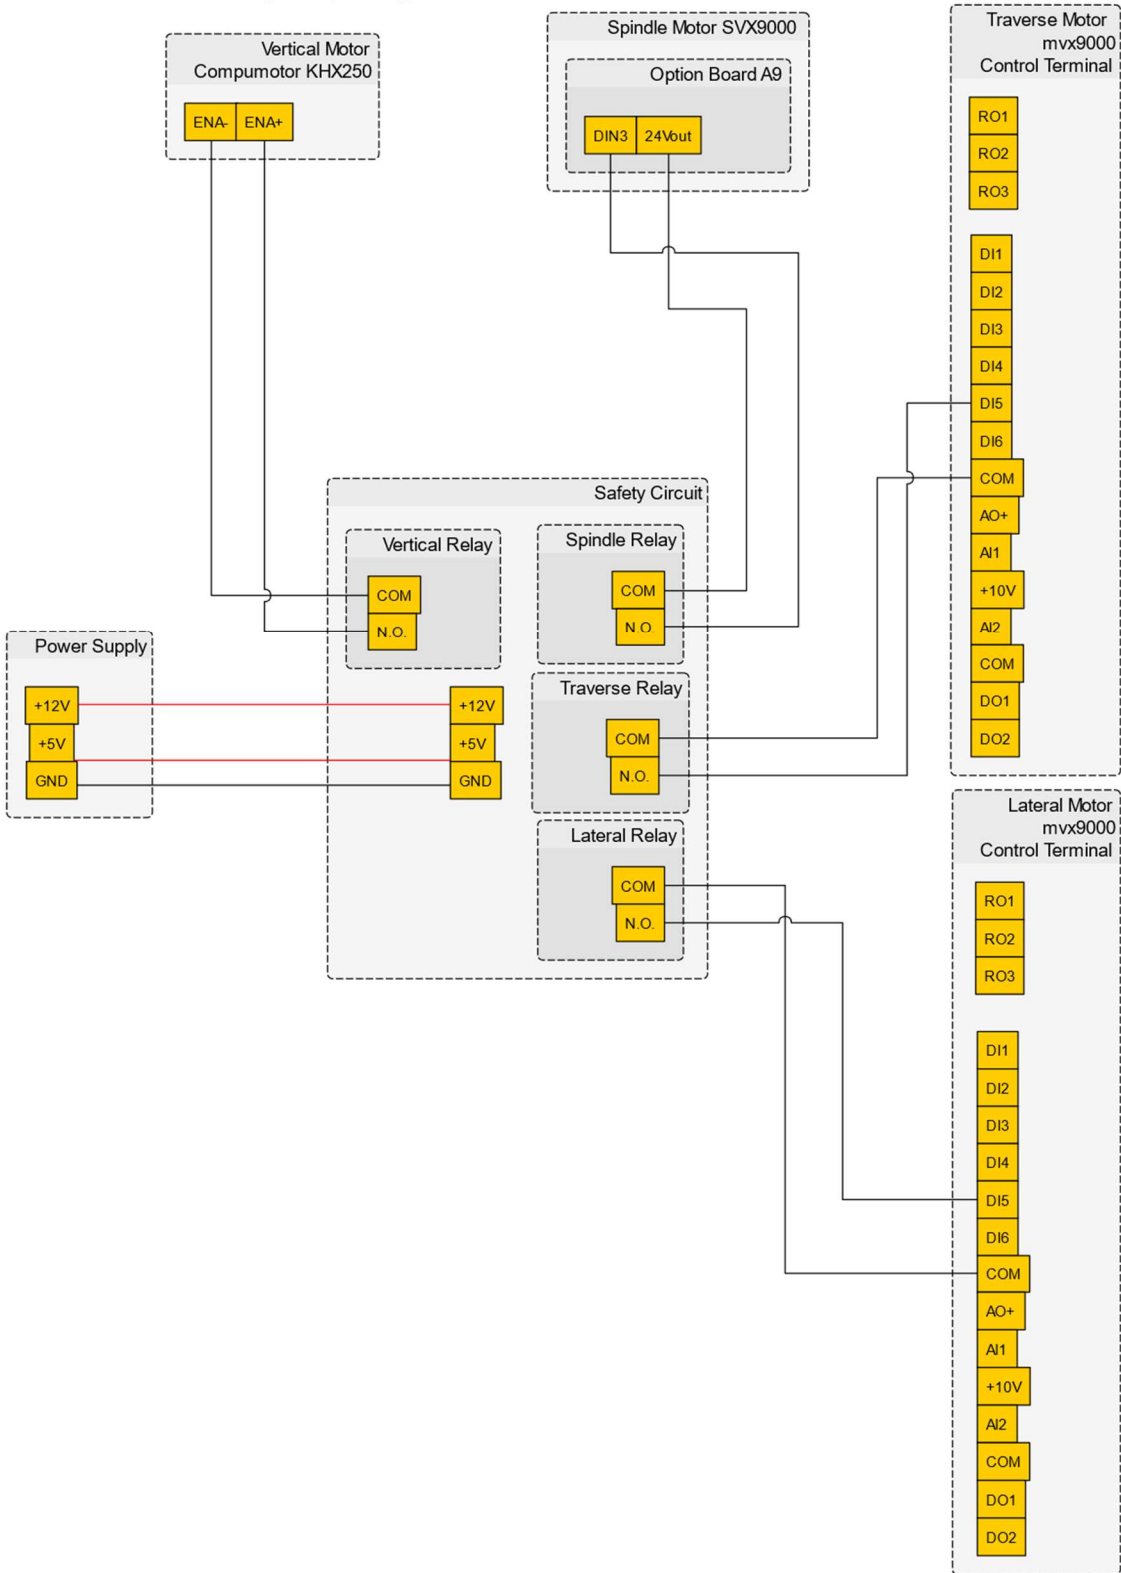 Vertical Motor
Compumotor KHX250
ENA- ENA+
Spindle Motor SVX9000
Option Board A9
DIN3 24Vout
Traverse Motor
mvx9000
Control Terminal
RO1
RO2
RO3
DI1
DI2
DI3
DI4
DI5
DI6
COM
AO+
AI1
+10V
AI2
COM
DO1
DO2
Safety Circuit
Vertical Relay
COM
N.O.
Spindle Relay
COM
N.O.
Power Supply
+12V
+5V
GND
+12V
+5V
GND
Traverse Relay
COM
N.O.
Lateral Relay
COM
N.O.
Lateral Motor
mvx9000
Control Terminal
RO1
RO2
RO3
DI1
DI2
DI3
DI4
DI5
DI6
COM
AO+
AI1
+10V
AI2
COM
DO1
DO2